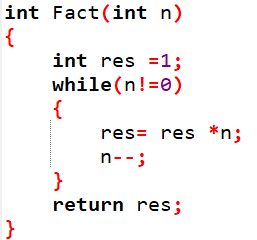 int Fact(int n)
{
    int res =1;
    while(n!=0)
    {
        res= res *n;
        n--;
    }
    return res;
}